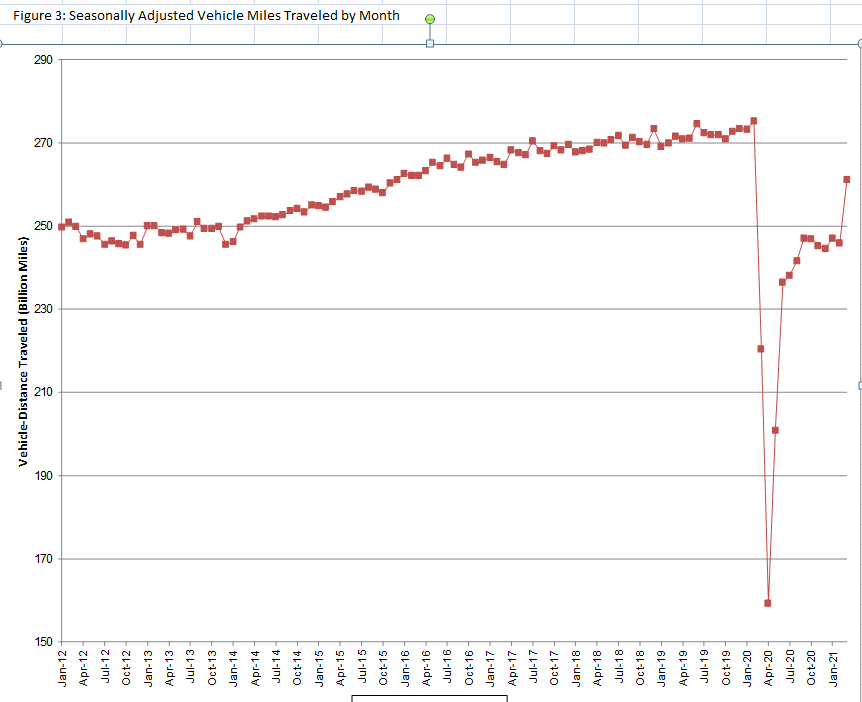 Figure 3: Seasonally Adjusted Vehicle Miles Traveled by Month
290
270
250
230
210
190
170
150
Vehicle-Distance Traveled (Billion Miles)
Jan-12
Apr-12
Jul-12
Oct-12
Jan-13
Apr-13
Jul-13
Oct-13
Jan-14
Apr-14
Jul-14
Oct-14
Jan-15
Apr-15
Jul-15
Oct-15
Jan-16
Apr-16
Jul-16
Oct-16
Jan-17
Apr-17
Jul-17
Oct-17
Jan-18
Apr-18
Jul-18
Oct-18
Jan-19
Apr-19
Jul-19
Oct-19
Jan-20
Apr-20
Jul-20
Oct-20
Jan-21